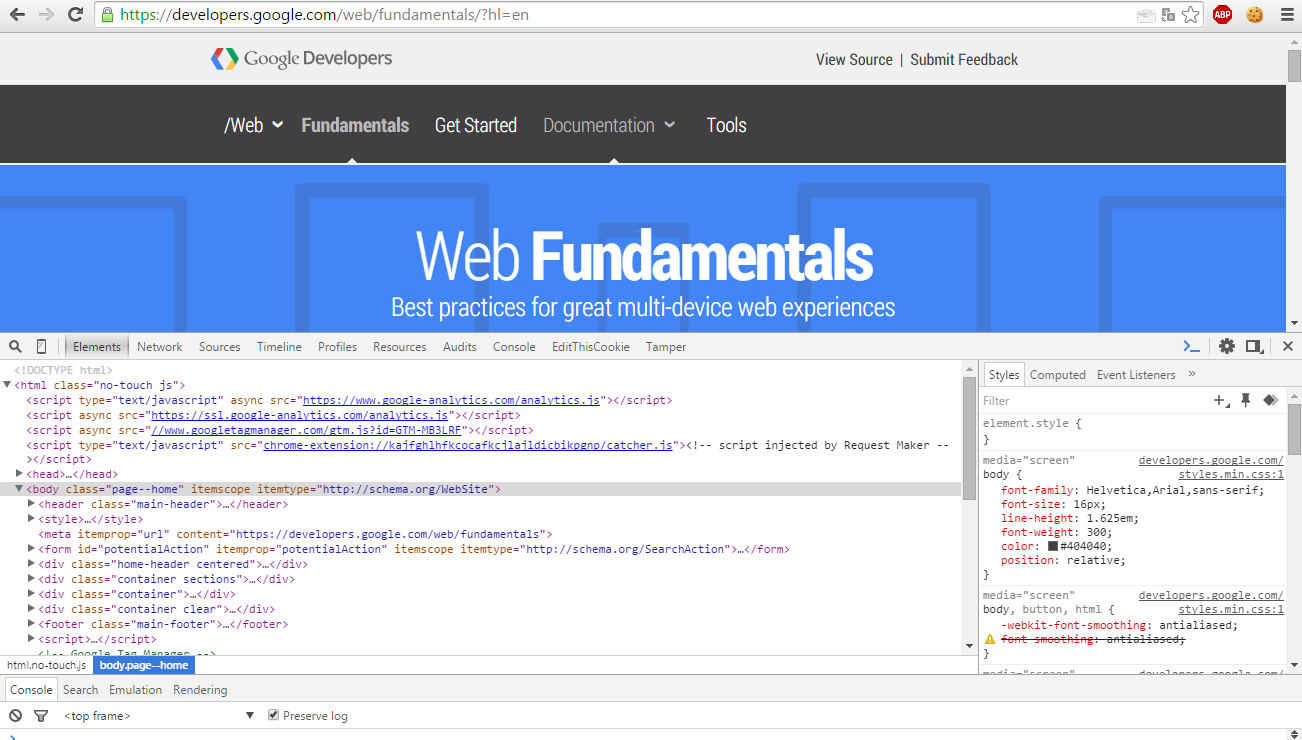 https://developers.google.com/web/fundamentals/?hl=en
ABP
Google Developers
View Source | Submit Feedback
/Web Fundamentals Get Started Documentation Tools
Web Fundamentals
Best practices for great multi-device web experiences
Elements Network Sources Timeline Profiles Resources Audits Console EditThisCookie Tamper
<!DOCTYPE html>
<html class="no-touch js">
<script type="text/javascript" async src="https://www.google-analytics.com/analytics.js"></script>
<script async src="https://ssl.google-analytics.com/analytics.js"></script>
<script async src="//www.googletagmanager.com/gtm.js?id=GTM-MB3LRF"></script>
<script type="text/javascript" src="chrome-extension://kajfghlhfkcocafkcjlajldicbikpgnp/catcher.js"><!-- script injected by Request Maker --
></script>
<head>…</head>
<body class="page--home" itemscope itemtype="http://schema.org/WebSite">
<header class="main-header">…</header>
<style>…</style>
<meta itemprop="url" content="https://developers.google.com/web/fundamentals">
<form id="potentialAction" itemprop="potentialAction" itemscope itemtype="http://schema.org/SearchAction">…</form>
<div class="home-header centered">…</div>
<div class="container sections">…</div>
<div class="container">…</div>
<div class="container clear">…</div>
<footer class="main-footer">…</footer>
<script>…</script>
<!-- Google Tag Manager -->
html.no-touch.js body.page--home
Styles Computed Event Listeners »
Filter
element.style {
}
media="screen" developers.google.com/
body { styles.min.css:1
font-family: Helvetica,Arial,sans-serif;
font-size: 16px;
line-height: 1.625em;
font-weight: 300;
color: #404040;
position: relative;
}
media="screen" developers.google.com/
body, button, html { styles.min.css:1
-webkit-font-smoothing: antialiased;
font-smoothing: antialiased;
}
media="screen" developers.google.com/
Console Search Emulation Rendering
<top frame> Preserve log